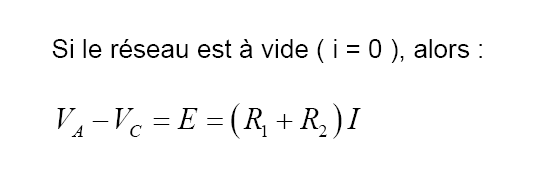 Si le réseau est à vide ( i = 0 ), alors :
V_A − V_C = E = (R_1 + R_2) I